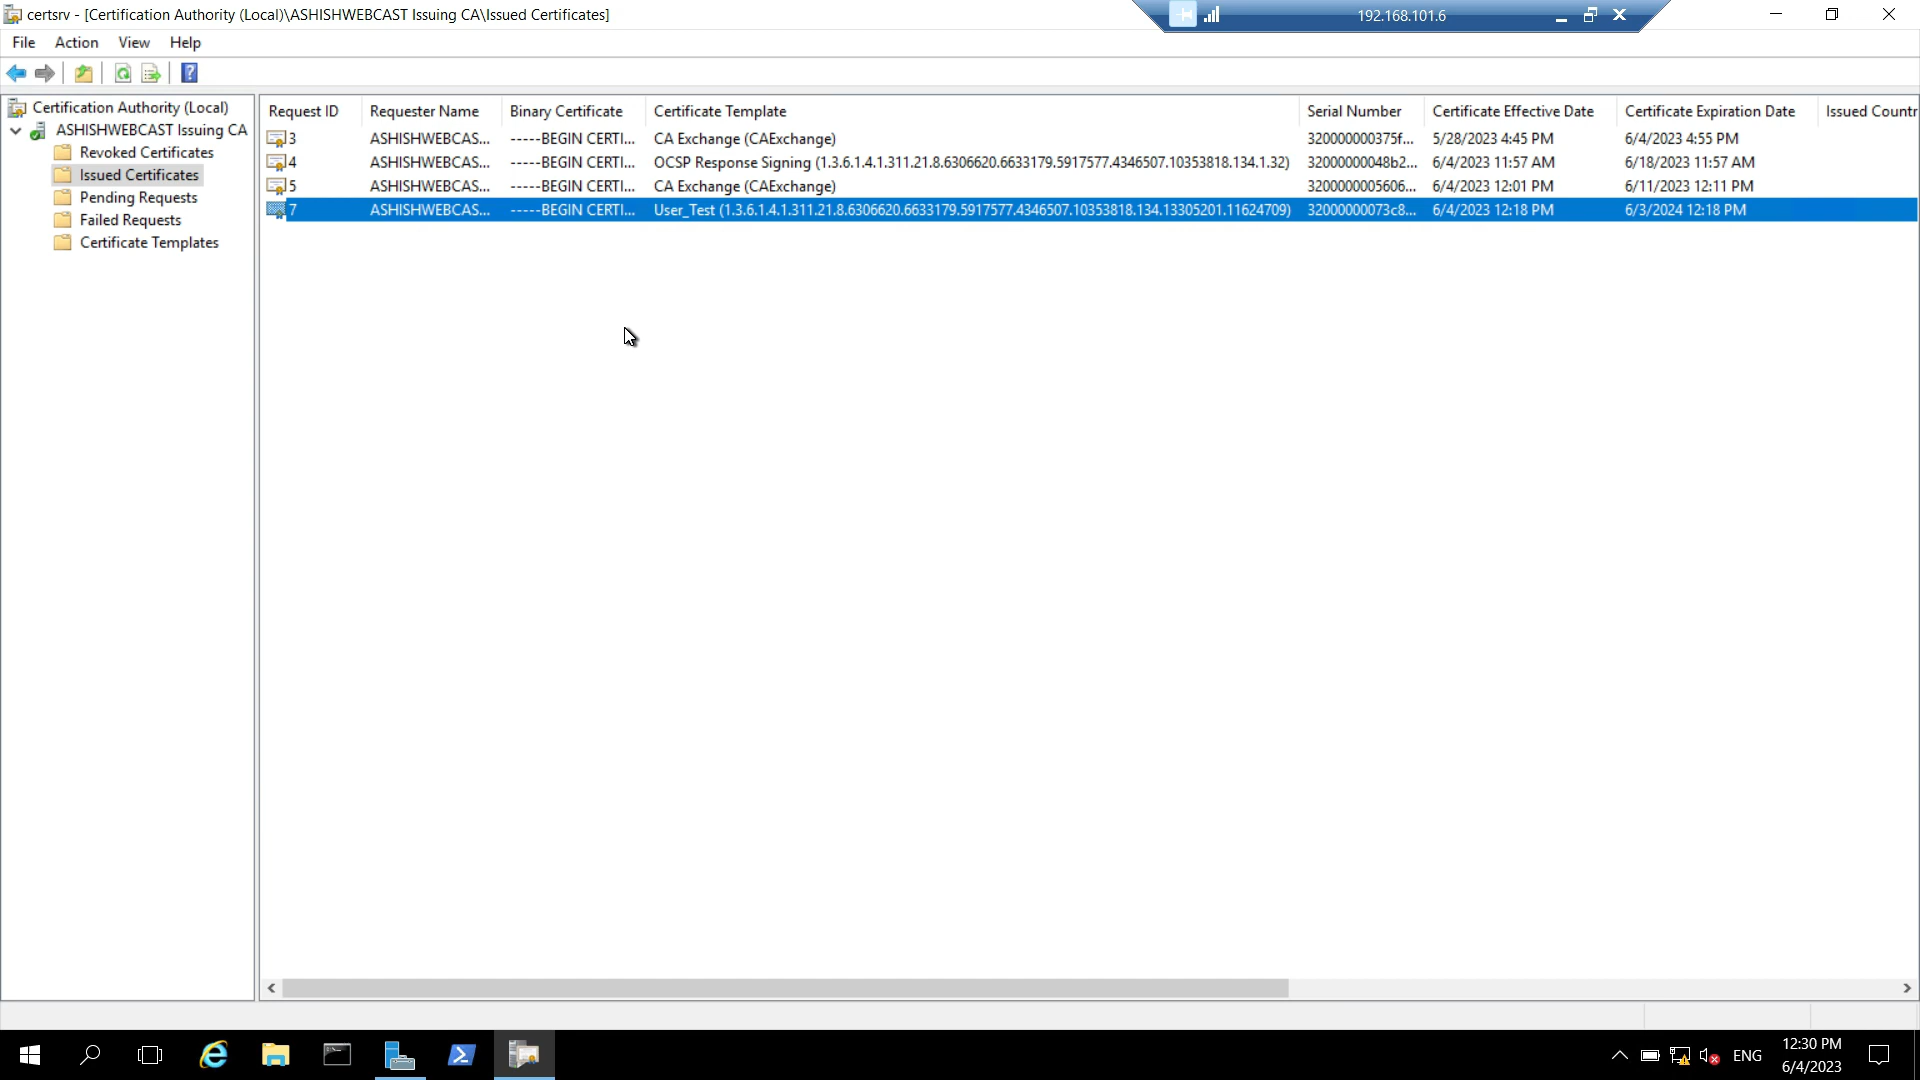 certsrv - [Certification Authority (Local)\ASHISHWEBCAST Issuing CA\Issued Certificates]
192.168.101.6
File Action View Help
Certification Authority (Local)
ASHISHWEBCAST Issuing CA
Revoked Certificates
Issued Certificates
Pending Requests
Failed Requests
Certificate Templates
Request ID Requester Name Binary Certificate Certificate Template Serial Number Certificate Effective Date Certificate Expiration Date Issued Countr
3 ASHISHWEBCAS... -----BEGIN CERTI... CA Exchange (CAExchange) 320000000375f... 5/28/2023 4:45 PM 6/4/2023 4:55 PM
4 ASHISHWEBCAS... -----BEGIN CERTI... OCSP Response Signing (1.3.6.1.4.1.311.21.8.6306620.6633179.5917577.4346507.10353818.134.1.32) 32000000048b2... 6/4/2023 11:57 AM 6/18/2023 11:57 AM
5 ASHISHWEBCAS... -----BEGIN CERTI... CA Exchange (CAExchange) 3200000005606... 6/4/2023 12:01 PM 6/11/2023 12:11 PM
7 ASHISHWEBCAS... -----BEGIN CERTI... User_Test (1.3.6.1.4.1.311.21.8.6306620.6633179.5917577.4346507.10353818.134.13305201.11624709) 32000000073c8... 6/4/2023 12:18 PM 6/3/2024 12:18 PM
ENG
12:30 PM
6/4/2023